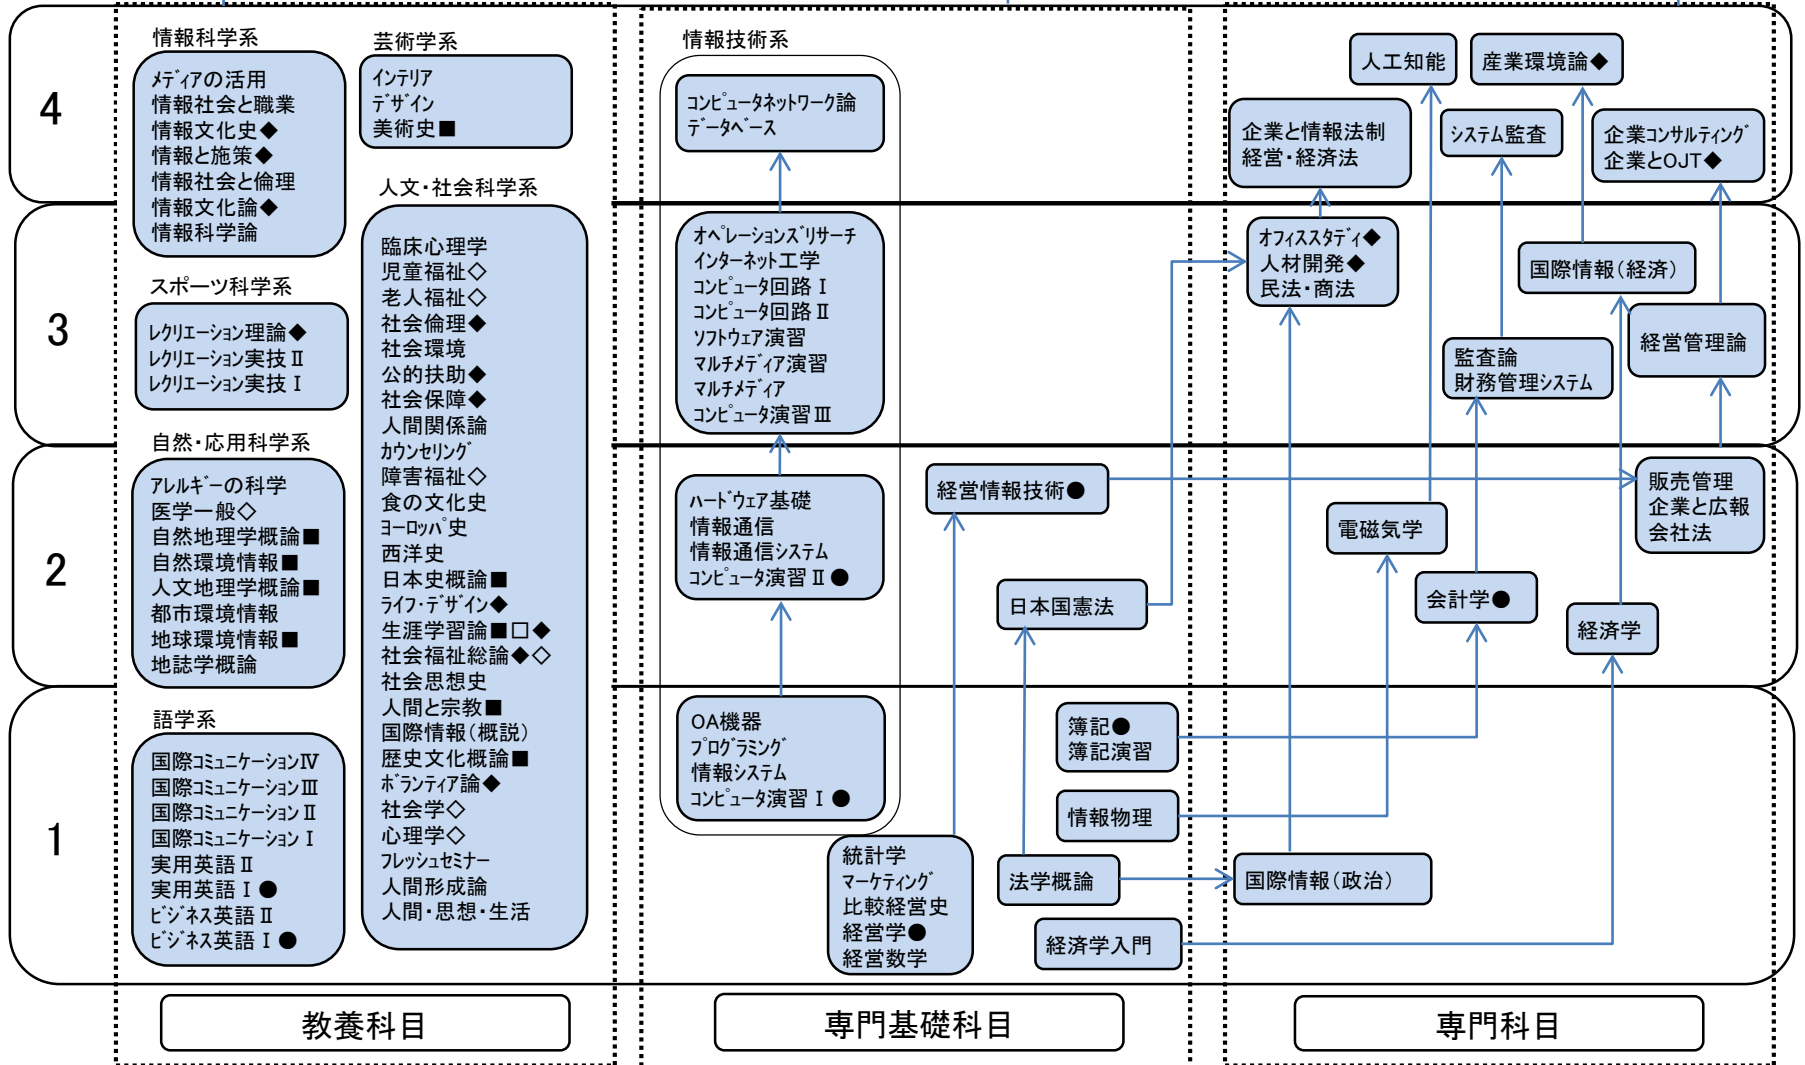 4
3
2
1
情報科学系
メディアの活用
情報社会と職業
情報文化史◆
情報と施策◆
情報社会と倫理
情報文化論◆
情報科学論
スポーツ科学系
レクリエーション理論◆
レクリエーション実技Ⅱ
レクリエーション実技Ⅰ
自然・応用科学系
アレルギーの科学
医学一般◇
自然地理学概論■
自然環境情報■
人文地理学概論■
都市環境情報
地球環境情報■
地誌学概論
語学系
国際コミュニケーションⅣ
国際コミュニケーションⅢ
国際コミュニケーションⅡ
国際コミュニケーションⅠ
実用英語Ⅱ
実用英語Ⅰ●
ビジネス英語Ⅱ
ビジネス英語Ⅰ●
芸術学系
インテリア
デザイン
美術史■
人文・社会科学系
臨床心理学
児童福祉◇
老人福祉◇
社会倫理◆
社会環境
公的扶助◆
社会保障◆
人間関係論
カウンセリング
障害福祉◇
食の文化史
ヨーロッパ史
西洋史
日本史概論■
ライフ・デザイン◆
生涯学習論■□◆
社会福祉総論◆◇
社会思想史
人間と宗教■
国際情報(概説)
歴史文化概論■
ボランティア論◆
社会学◇
心理学◇
フレッシュセミナー
人間形成論
人間・思想・生活
情報技術系
コンピュータネットワーク論
データベース
オペレーションズリサーチ
インターネット工学
コンピュータ回路Ⅰ
コンピュータ回路Ⅱ
ソフトウェア演習
マルチメディア演習
マルチメディア
コンピュータ演習Ⅲ
ハードウェア基礎
情報通信
情報通信システム
コンピュータ演習Ⅱ●
OA機器
プログラミング
情報システム
コンピュータ演習Ⅰ●
統計学
マーケティング
比較経営史
経営学●
経営数学
経営情報技術●
日本国憲法
簿記●
簿記演習
情報物理
法学概論
経済学入門
人工知能
産業環境論◆
企業と情報法制
経営・経済法
システム監査
企業コンサルティング
企業とOJT◆
オフィススタディ◆
人材開発◆
民法・商法
国際情報(経済)
監査論
財務管理システム
経営管理論
販売管理
企業と広報
会社法
電磁気学
会計学●
経済学
国際情報(政治)
教養科目
専門基礎科目
専門科目